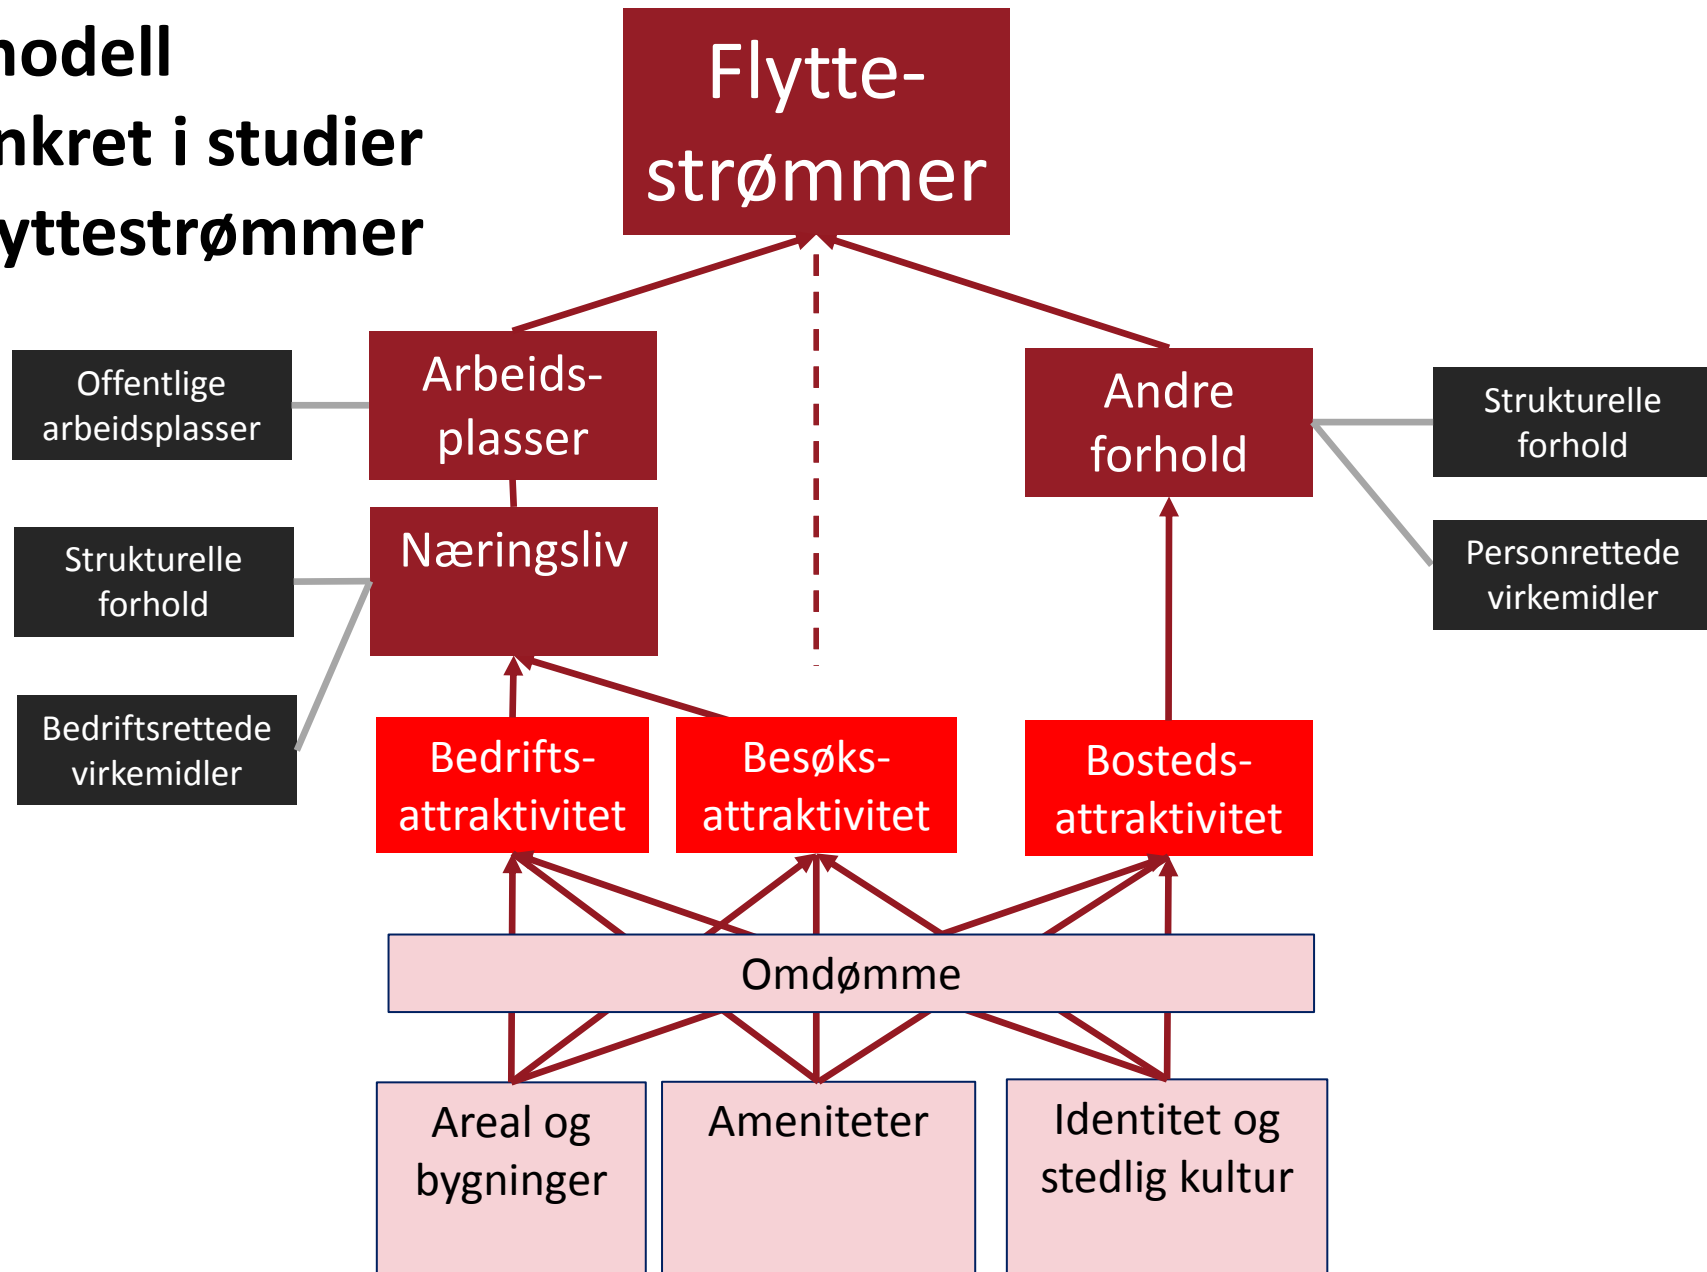 modell
nkret i studier
yttestrømmer
Flytte-
strømmer
Offentlige
arbeidsplasser
Arbeids-
plasser
Andre
forhold
Strukturelle
forhold
Strukturelle
forhold
Næringsliv
Personrettede
virkemidler
Bedriftsrettede
virkemidler
Bedrifts-
attraktivitet
Besøks-
attraktivitet
Bosteds-
attraktivitet
Omdømme
Areal og
bygninger
Ameniteter
Identitet og
stedlig kultur